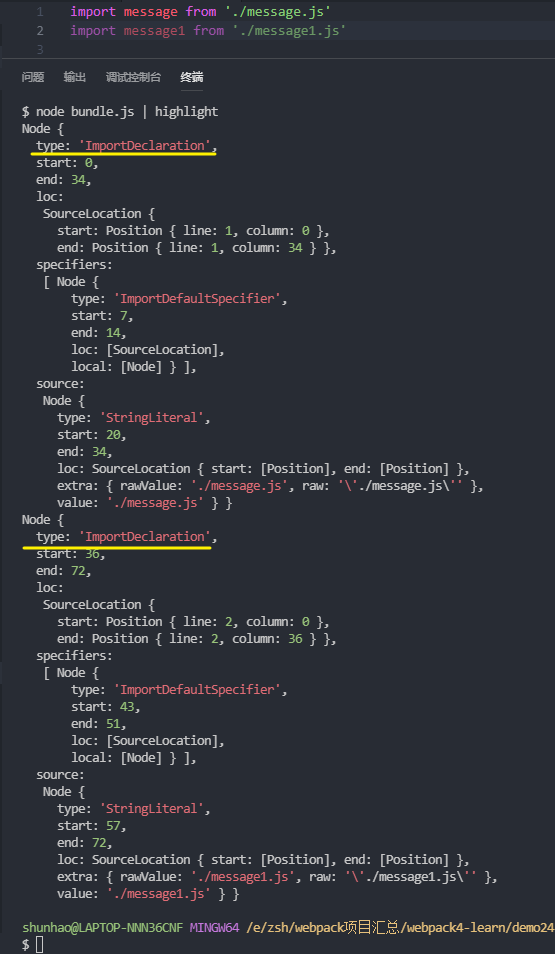 1 import message from './message.js'
2 import message1 from './message1.js'
3
问题 输出 调试控制台 终端
$ node bundle.js | highlight
Node {
  type: 'ImportDeclaration',
  start: 0,
  end: 34,
  loc:
   SourceLocation {
     start: Position { line: 1, column: 0 },
     end: Position { line: 1, column: 34 } },
  specifiers:
   [ Node {
       type: 'ImportDefaultSpecifier',
       start: 7,
       end: 14,
       loc: [SourceLocation],
       local: [Node] } ],
  source:
   Node {
     type: 'StringLiteral',
     start: 20,
     end: 34,
     loc: SourceLocation { start: [Position], end: [Position] },
     extra: { rawValue: './message.js', raw: '\'./message.js\'' },
     value: './message.js' } }
Node {
  type: 'ImportDeclaration',
  start: 36,
  end: 72,
  loc:
   SourceLocation {
     start: Position { line: 2, column: 0 },
     end: Position { line: 2, column: 36 } },
  specifiers:
   [ Node {
       type: 'ImportDefaultSpecifier',
       start: 43,
       end: 51,
       loc: [SourceLocation],
       local: [Node] } ],
  source:
   Node {
     type: 'StringLiteral',
     start: 57,
     end: 72,
     loc: SourceLocation { start: [Position], end: [Position] },
     extra: { rawValue: './message1.js', raw: '\'./message1.js\'' },
     value: './message1.js' } }
shunhao@LAPTOP-NNN36CNF MINGW64 /e/zsh/webpack项目汇总/webpack4-learn/demo24
$